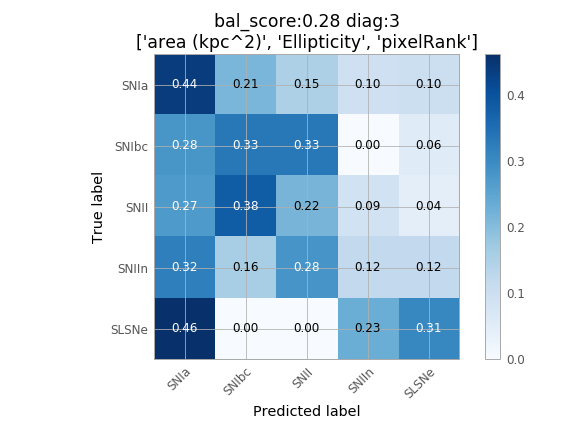 bal_score:0.28 diag:3
['area (kpc^2)', 'Ellipticity', 'pixelRank']
SNIa 0.44 0.21 0.15 0.10 0.10
SNIbc 0.28 0.33 0.33 0.00 0.06
SNII 0.27 0.38 0.22 0.09 0.04
SNIIn 0.32 0.16 0.28 0.12 0.12
SLSNe 0.46 0.00 0.00 0.23 0.31
SNIa SNIbc SNII SNIIn SLSNe
True label
Predicted label
0.4
0.3
0.2
0.1
0.0